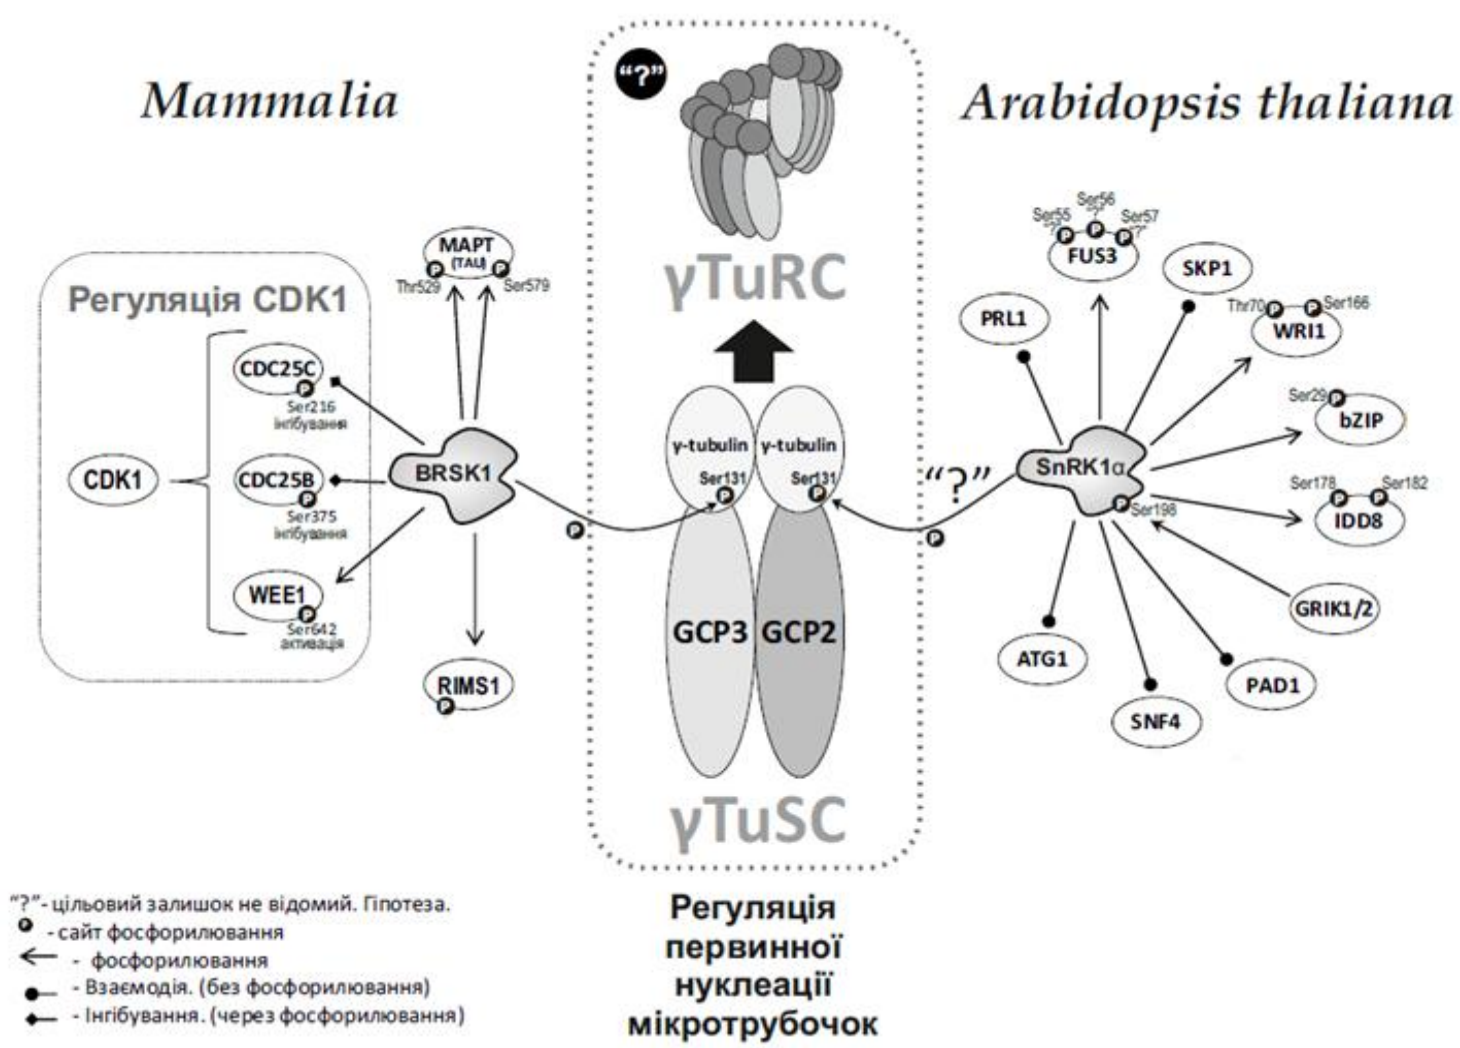 Mammalia
Arabidopsis thaliana
“?”
γTuRC
Регуляція CDK1
MAPT
(TAU)
P
P
Thr529
Ser579
CDC25C
P
Ser216
інгібування
CDK1
CDC25B
P
Ser375
інгібування
WEE1
P
Ser642
активація
BRSK1
P
RIMS1
P
γ-tubulin
γ-tubulin
Ser131
Ser131
P
P
GCP3
GCP2
γTuSC
“?”
P
SnRK1α
P
Ser198
Ser55
Ser56
Ser57
"?"
"?"
"?"
P
P
P
FUS3
SKP1
PRL1
Thr70
P
P
Ser166
WRI1
Ser29
P
bZIP
Ser178
Ser182
P
P
IDD8
GRIK1/2
ATG1
PAD1
SNF4
“?”- цільовий залишок не відомий. Гіпотеза.
P - сайт фосфорилювання
- фосфорилювання
- Взаємодія. (без фосфорилювання)
- Інгібування. (через фосфорилювання)
Регуляція
первинної
нуклеації
мікротрубочок